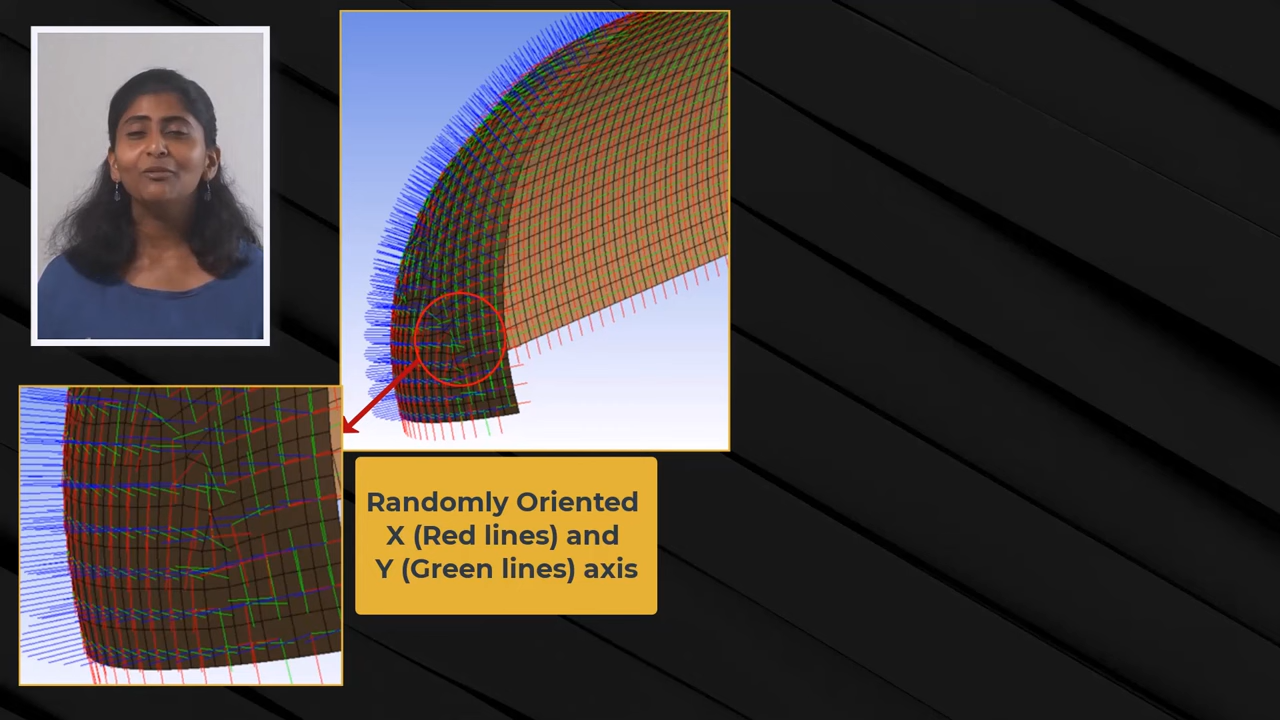 Randomly Oriented
X (Red lines) and
Y (Green lines) axis